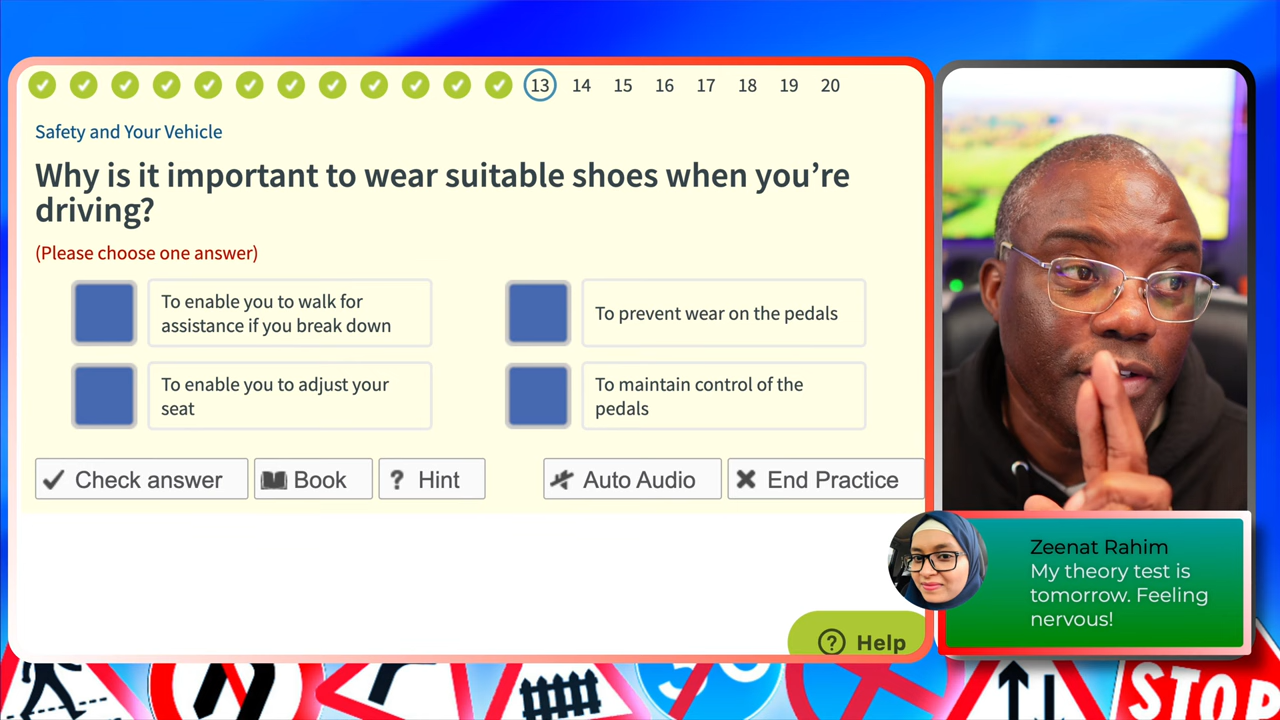 13 14 15 16 17 18 19 20
Safety and Your Vehicle
Why is it important to wear suitable shoes when you’re
driving?
(Please choose one answer)
To enable you to walk for
assistance if you break down
To prevent wear on the pedals
To enable you to adjust your
seat
To maintain control of the
pedals
Check answer
Book
? Hint
Auto Audio
End Practice
Zeenat Rahim
My theory test is
tomorrow. Feeling
nervous!
? Help
STOP